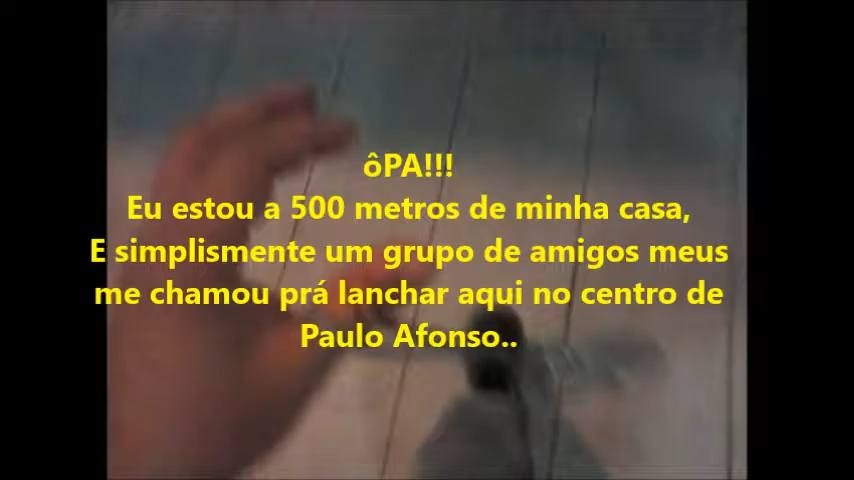 ôPA!!!
Eu estou a 500 metros de minha casa,
E simplismente um grupo de amigos meus
me chamou prá lanchar aqui no centro de
Paulo Afonso..